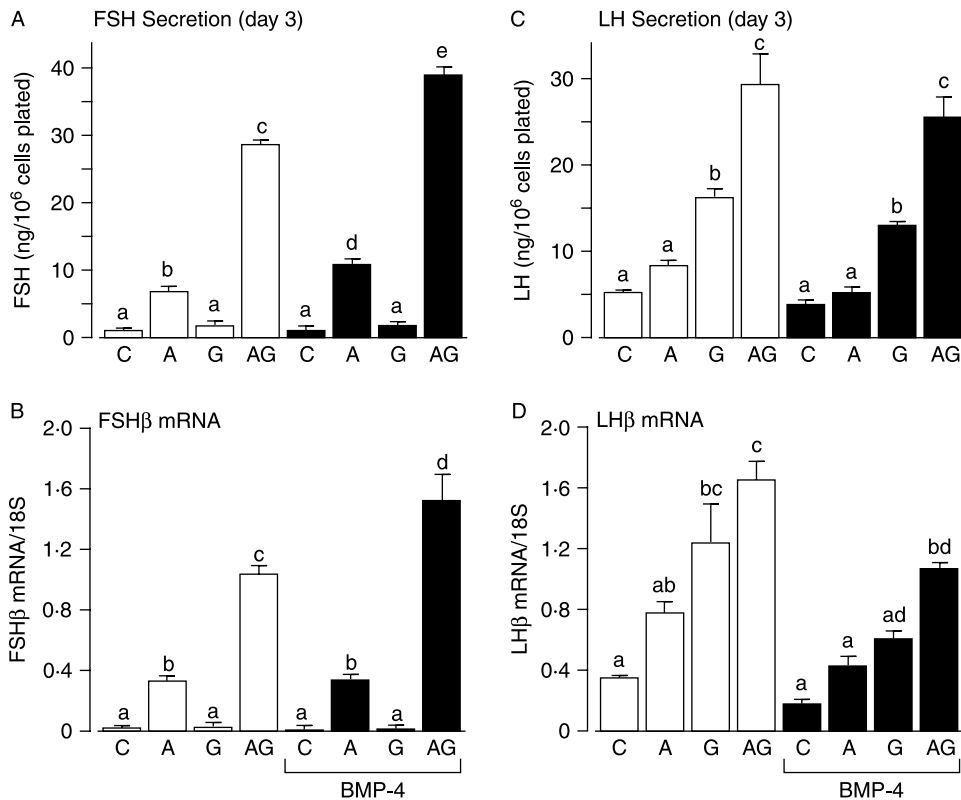 A FSH Secretion (day 3)
FSH (ng/10⁶ cells plated)
40
30
20
10
0
a
b
a
c
a
d
a
e
C A G AG C A G AG
B FSHβ mRNA
FSHβ mRNA/18S
2·0
1·6
1·2
0·8
0·4
0
a
b
a
c
a
b
a
d
C A G AG C A G AG
BMP-4
C LH Secretion (day 3)
LH (ng/10⁶ cells plated)
30
20
10
0
a
a
b
c
a
a
b
c
C A G AG C A G AG
D LHβ mRNA
LHβ mRNA/18S
2·0
1·6
1·2
0·8
0·4
0
a
ab
bc
c
a
a
ad
bd
C A G AG C A G AG
BMP-4